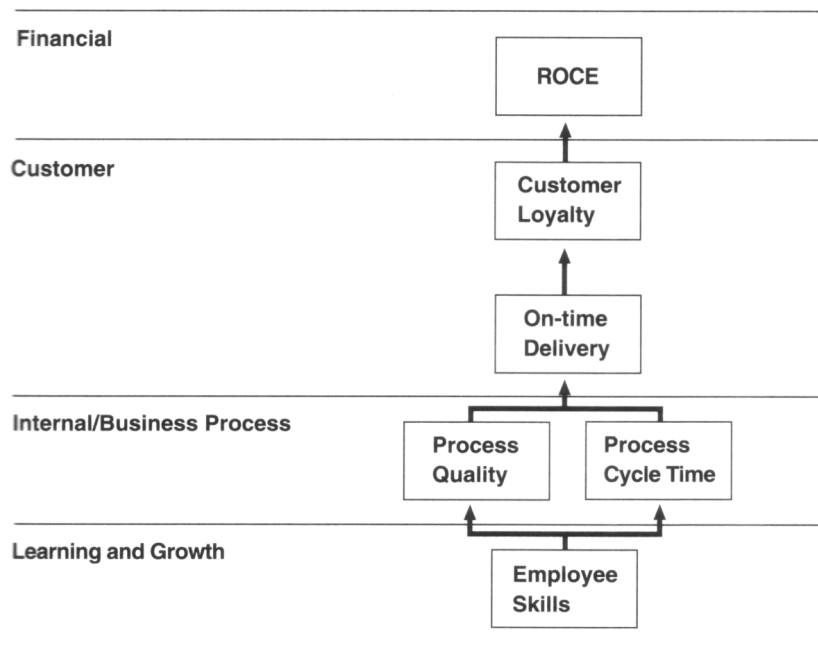 Financial
ROCE
Customer
Customer
Loyalty
On-time
Delivery
Internal/Business Process
Process
Quality
Process
Cycle Time
Learning and Growth
Employee
Skills